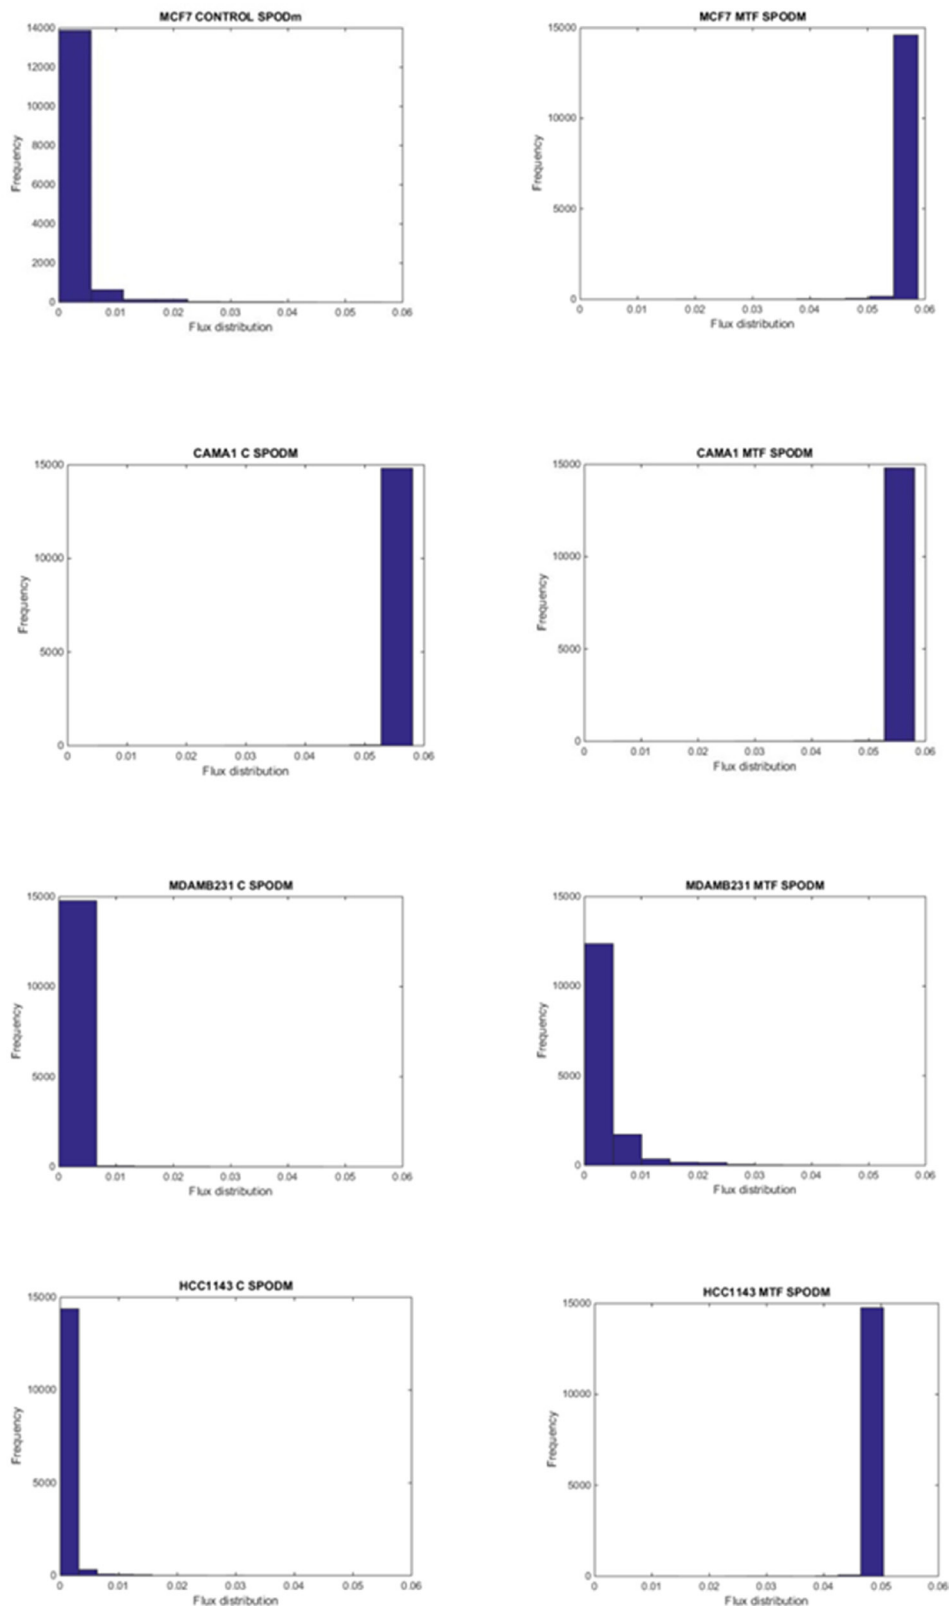 MCF7 CONTROL SPODm
14000
12000
10000
8000
6000
4000
2000
0
Frequency
0 0.01 0.02 0.03 0.04 0.05 0.06
Flux distribution
MCF7 MTF SPODM
15000
10000
5000
0
Frequency
0 0.01 0.02 0.03 0.04 0.05 0.06
Flux distribution
CAMA1 C SPODM
15000
10000
5000
0
Frequency
0 0.01 0.02 0.03 0.04 0.05 0.06
Flux distribution
CAMA1 MTF SPODM
15000
10000
5000
0
Frequency
0 0.01 0.02 0.03 0.04 0.05 0.06
Flux distribution
MDAMB231 C SPODM
15000
10000
5000
0
Frequency
0 0.01 0.02 0.03 0.04 0.05 0.06
Flux distribution
MDAMB231 MTF SPODM
15000
10000
5000
0
Frequency
0 0.01 0.02 0.03 0.04 0.05 0.06
Flux distribution
HCC1143 C SPODM
15000
10000
5000
0
Frequency
0 0.01 0.02 0.03 0.04 0.05 0.06
Flux distribution
HCC1143 MTF SPODM
15000
10000
5000
0
Frequency
0 0.01 0.02 0.03 0.04 0.05 0.06
Flux distribution